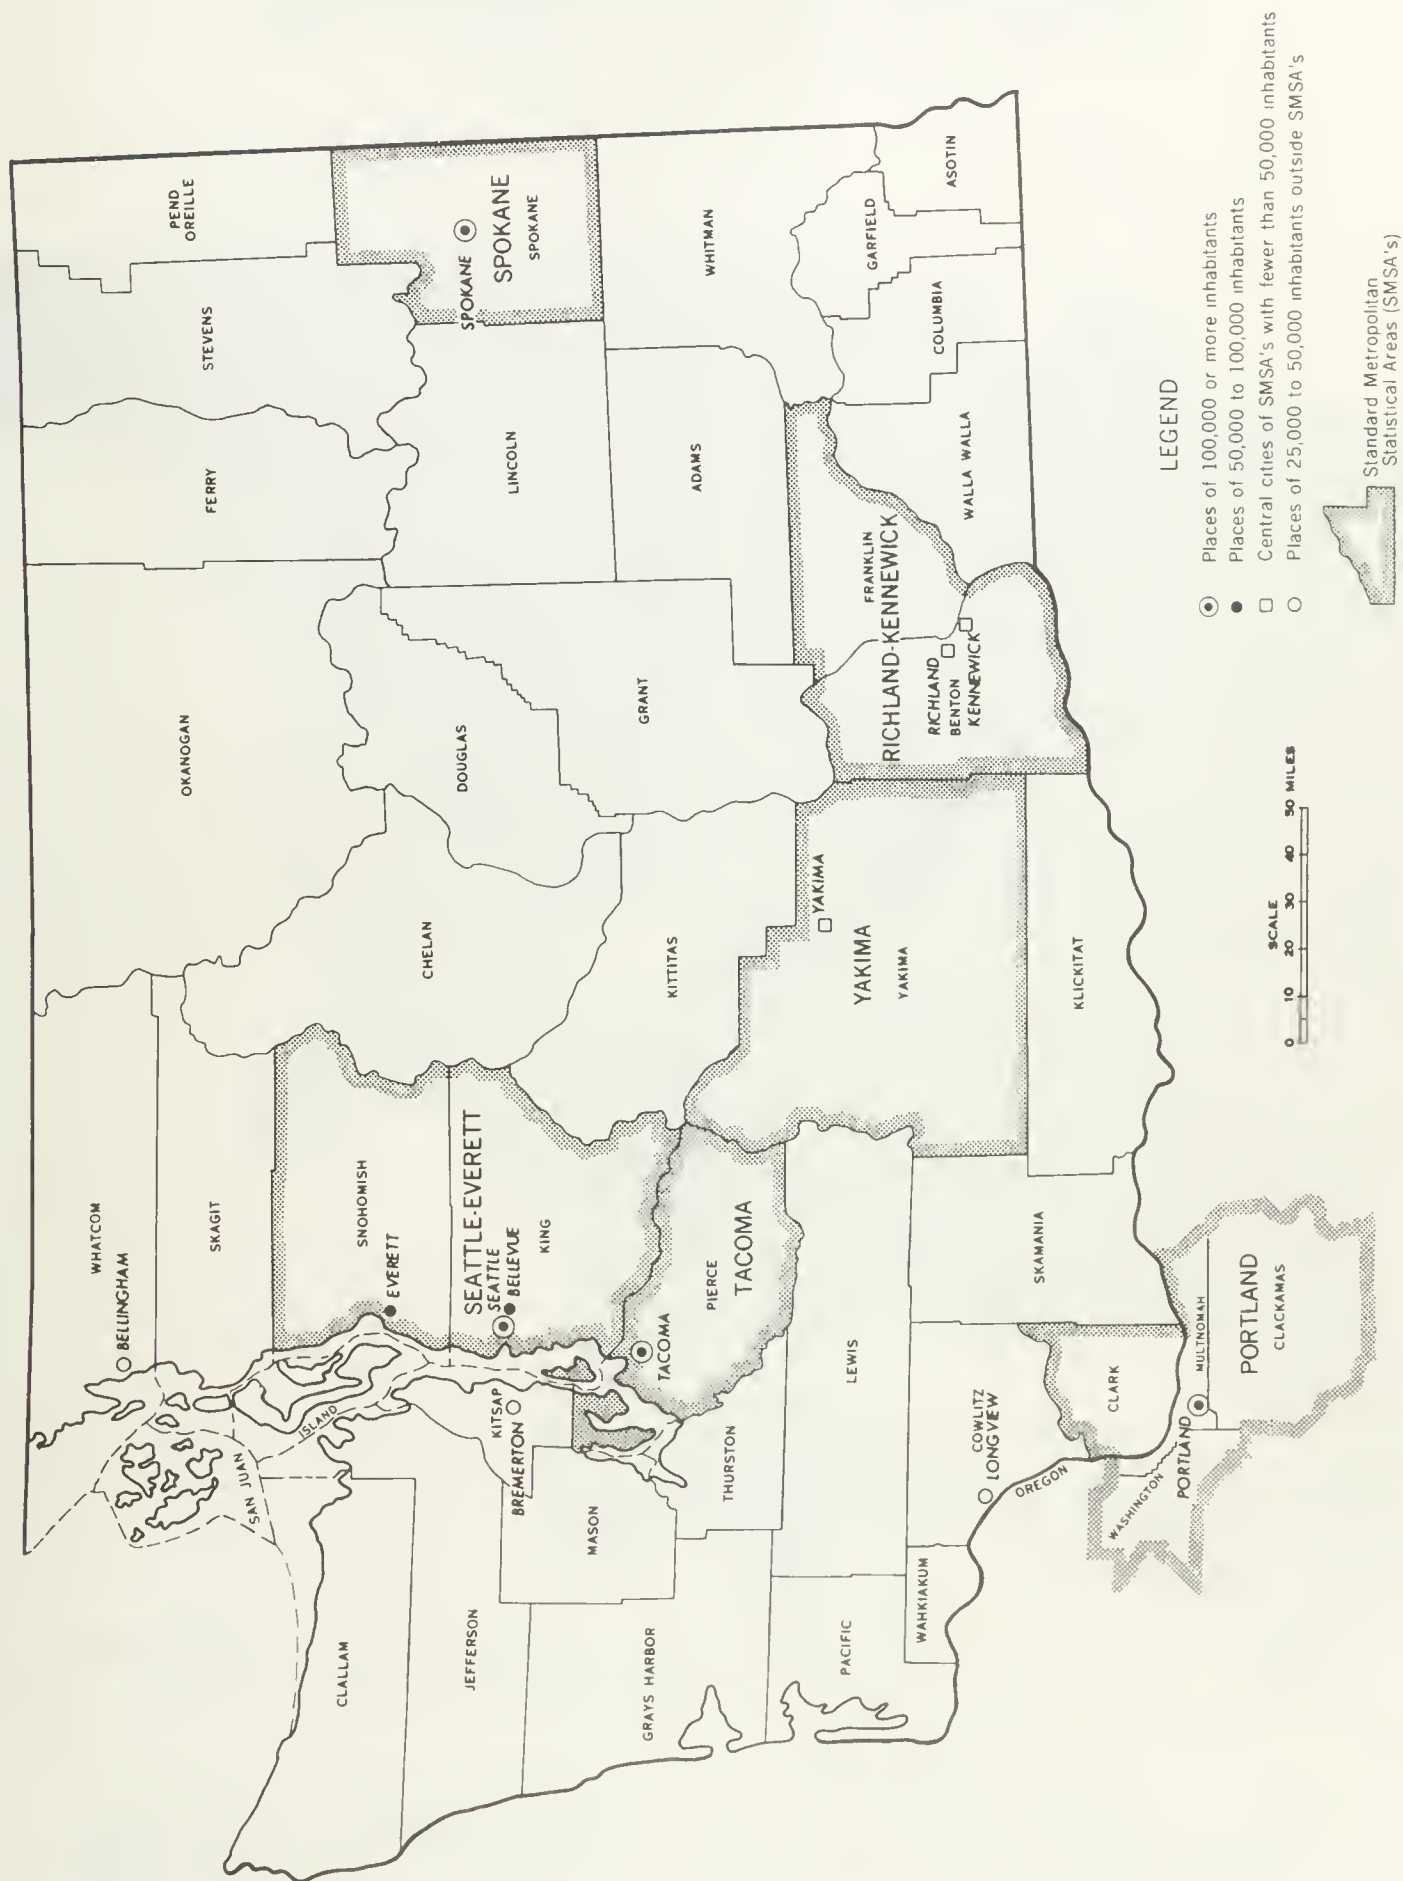 WHATCOM
BELLINGHAM
SAN JUAN
SKAGIT
ISLAND
OKANOGAN
FERRY
STEVENS
PEND
OREILLE
CLALLAM
SNOHOMISH
EVERETT
CHELAN
DOUGLAS
JEFFERSON
KITSAP
BREMERTON
SEATTLE-EVERETT
SEATTLE
BELLEVUE
KING
LINCOLN
SPOKANE
SPOKANE
SPOKANE
MASON
GRAYS HARBOR
TACOMA
PIERCE
TACOMA
THURSTON
KITTITAS
GRANT
ADAMS
WHITMAN
PACIFIC
LEWIS
YAKIMA
YAKIMA
YAKIMA
FRANKLIN
RICHLAND-KENNEWICK
RICHLAND
BENTON
KENNEWICK
GARFIELD
COLUMBIA
ASOTIN
WALLA WALLA
WAHKIAKUM
COWLITZ
LONGVIEW
SKAMANIA
KLICKITAT
OREGON
CLARK
WASHINGTON
PORTLAND
MULTNOMAH
PORTLAND
CLACKAMAS
SCALE
0 10 20 30 40 50 MILES
LEGEND
Places of 100,000 or more inhabitants
Places of 50,000 to 100,000 inhabitants
Central cities of SMSA's with fewer than 50,000 inhabitants
Places of 25,000 to 50,000 inhabitants outside SMSA's
Standard Metropolitan
Statistical Areas (SMSA's)